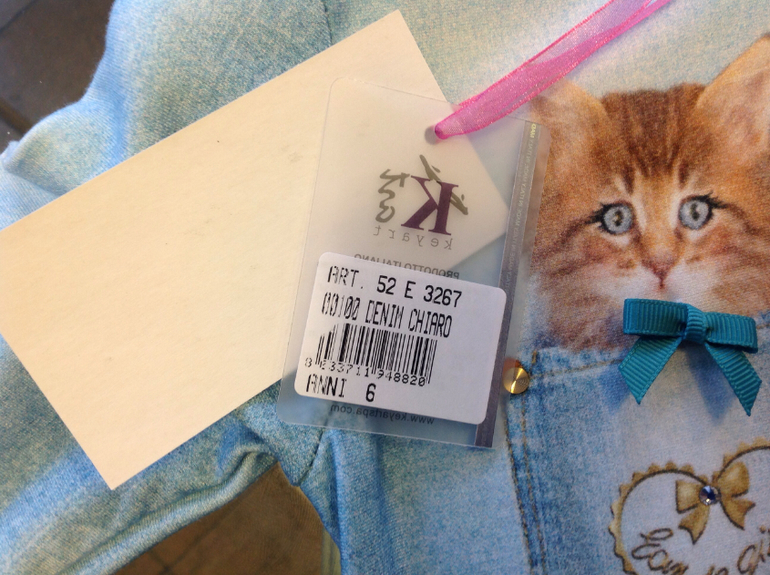 K
keyart
PRODOTTO ITALIANO
ART. 52 E 3267
00100 DENIM CHIARO
8 033711 948820
ANNI 6
www.keyartspa.com